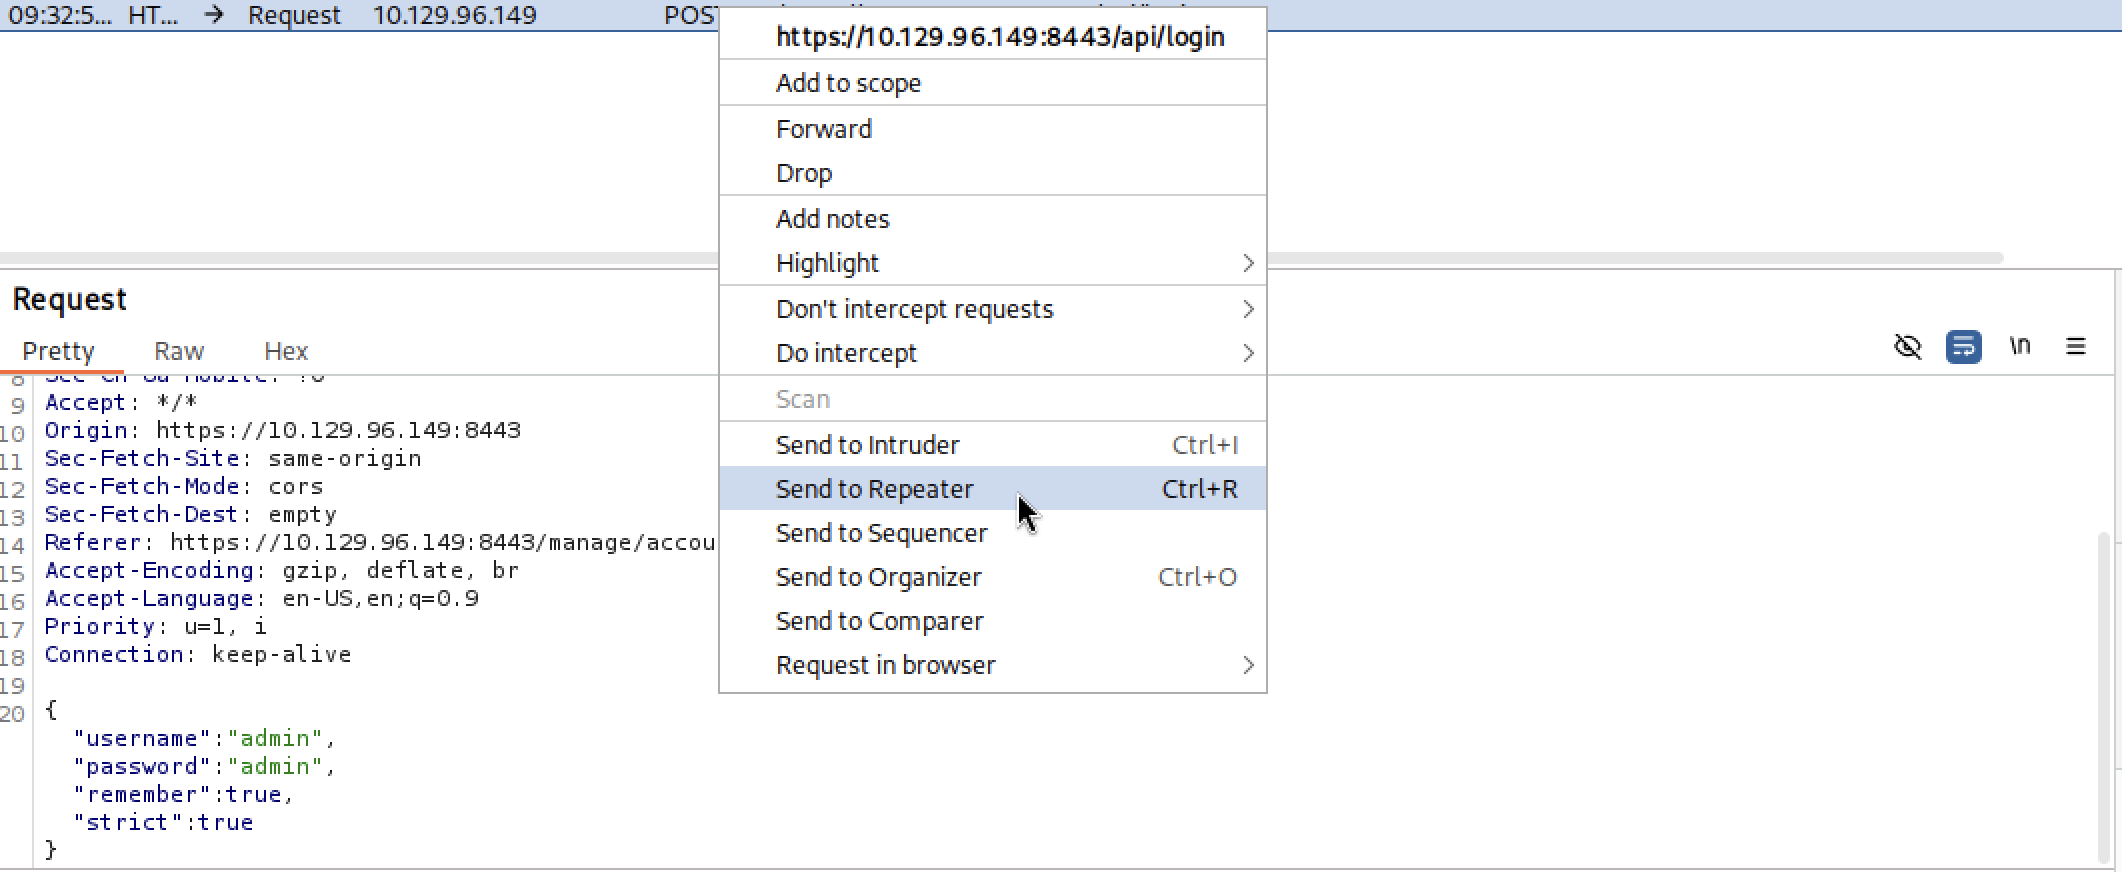 09:32:5... HT... → Request 10.129.96.149 POST
https://10.129.96.149:8443/api/login
Add to scope
Forward
Drop
Add notes
Highlight
Don't intercept requests
Do intercept
Scan
Send to Intruder Ctrl+I
Send to Repeater Ctrl+R
Send to Sequencer
Send to Organizer Ctrl+O
Send to Comparer
Request in browser
Request
Pretty Raw Hex
\n
8 Sec-Ch-Ua-Mobile: ?0
9 Accept: */*
10 Origin: https://10.129.96.149:8443
11 Sec-Fetch-Site: same-origin
12 Sec-Fetch-Mode: cors
13 Sec-Fetch-Dest: empty
14 Referer: https://10.129.96.149:8443/manage/accou
15 Accept-Encoding: gzip, deflate, br
16 Accept-Language: en-US,en;q=0.9
17 Priority: u=1, i
18 Connection: keep-alive
19
20 {
"username":"admin",
"password":"admin",
"remember":true,
"strict":true
}